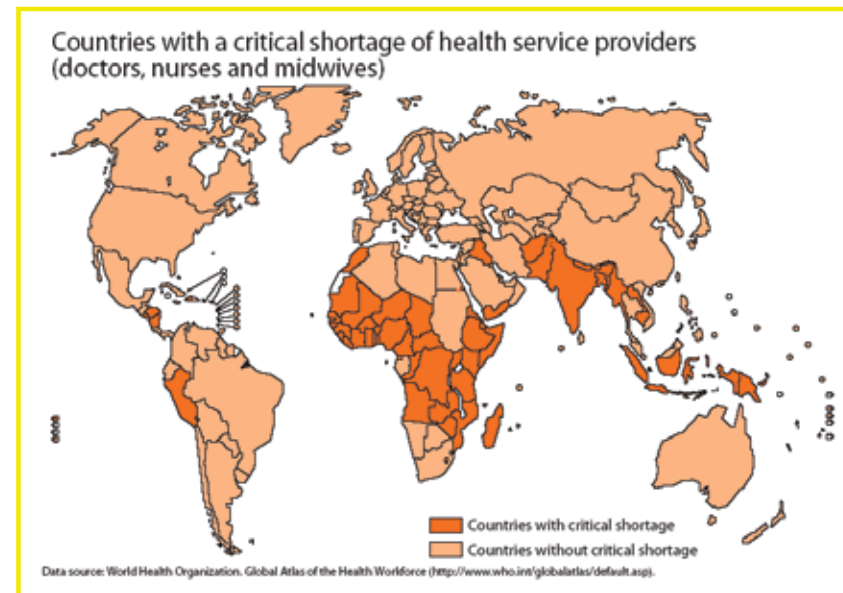 Countries with a critical shortage of health service providers
(doctors, nurses and midwives)
Countries with critical shortage
Countries without critical shortage
Data source: World Health Organization. Global Atlas of the Health Workforce (http://www.who.int/globalatlas/default.asp).